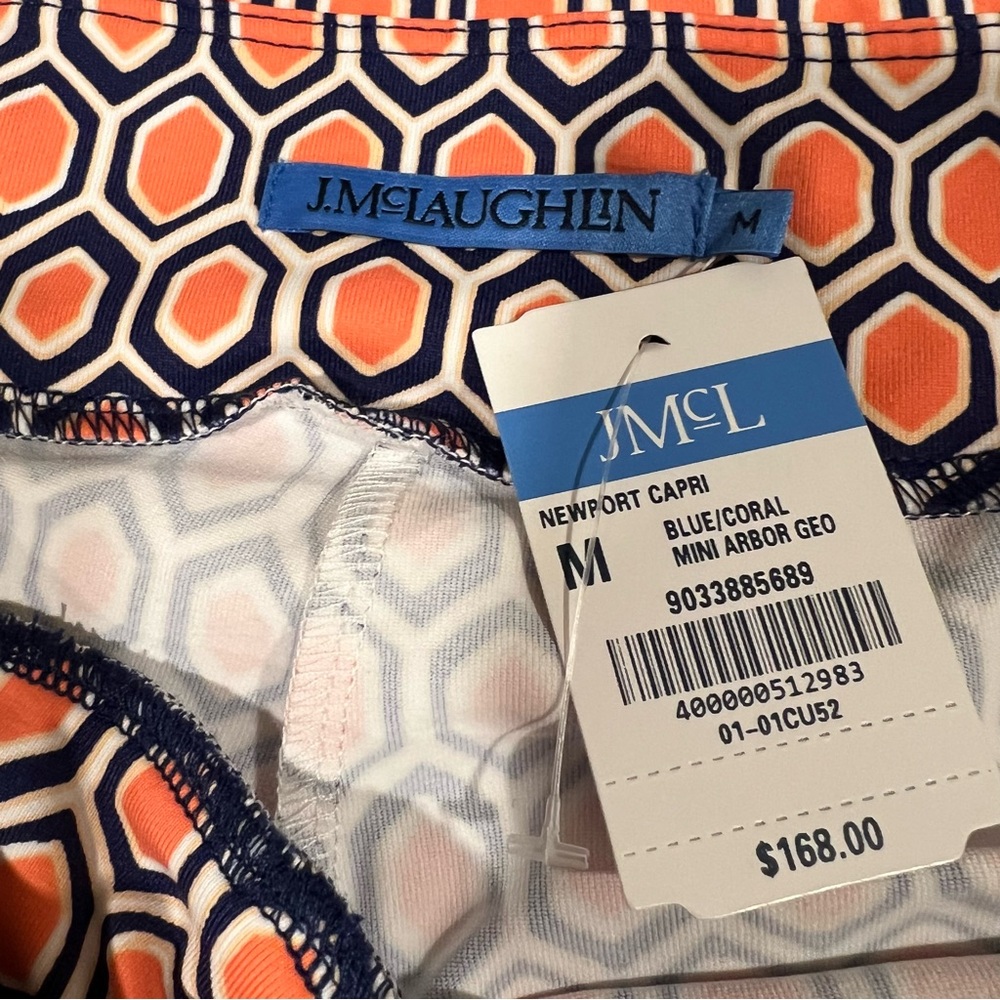 J.McLAUGHLIN M
JMcL
NEWPORT CAPRI
M
BLUE/CORAL
MINI ARBOR GEO
9033885689
400000512983
01-01CU52
$168.00